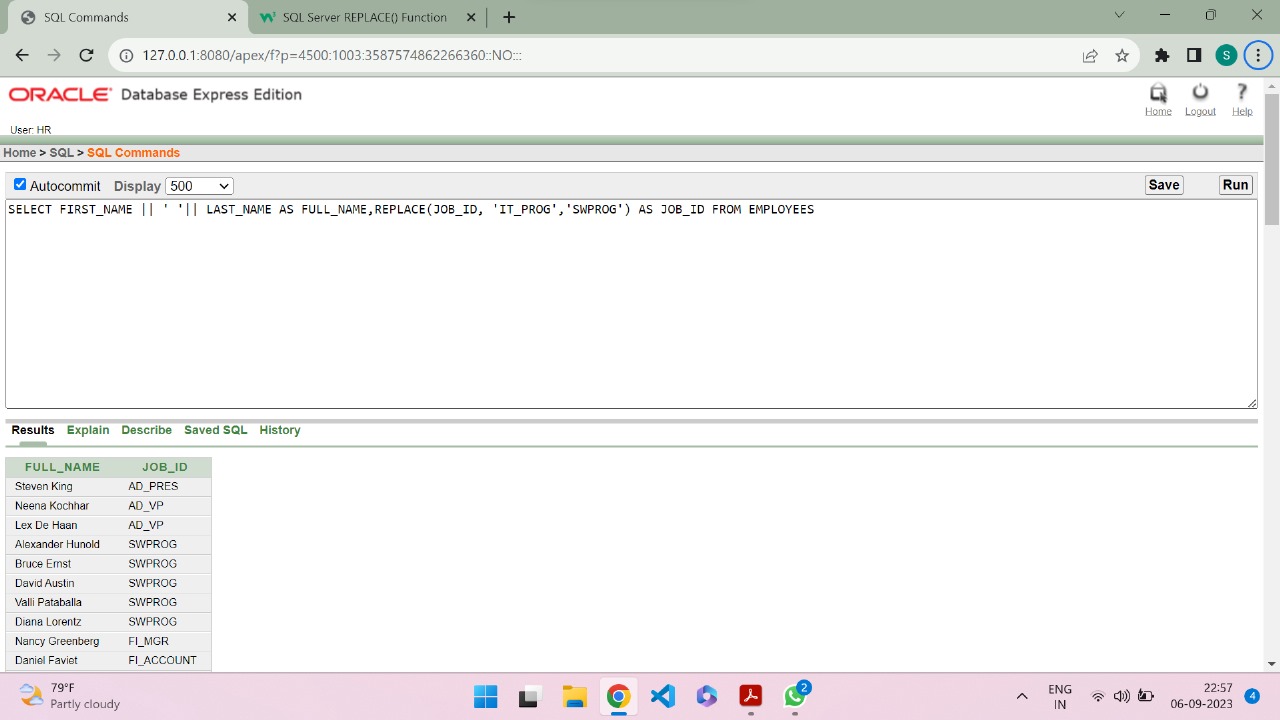 SQL Commands
SQL Server REPLACE() Function
127.0.0.1:8080/apex/f?p=4500:1003:3587574862266360::NO:::
S
ORACLE Database Express Edition
Home Logout Help
User: HR
Home > SQL > SQL Commands
Autocommit Display 500 Save Run
SELECT FIRST_NAME || ' '|| LAST_NAME AS FULL_NAME,REPLACE(JOB_ID, 'IT_PROG','SWPROG') AS JOB_ID FROM EMPLOYEES
Results Explain Describe Saved SQL History
FULL_NAME JOB_ID
Steven King AD_PRES
Neena Kochhar AD_VP
Lex De Haan AD_VP
Alexander Hunold SWPROG
Bruce Ernst SWPROG
David Austin SWPROG
Valli Pataballa SWPROG
Diana Lorentz SWPROG
Nancy Greenberg FI_MGR
Daniel Faviet FI_ACCOUNT
79°F
Partly cloudy
2
ENG
IN
22:57
06-09-2023
4